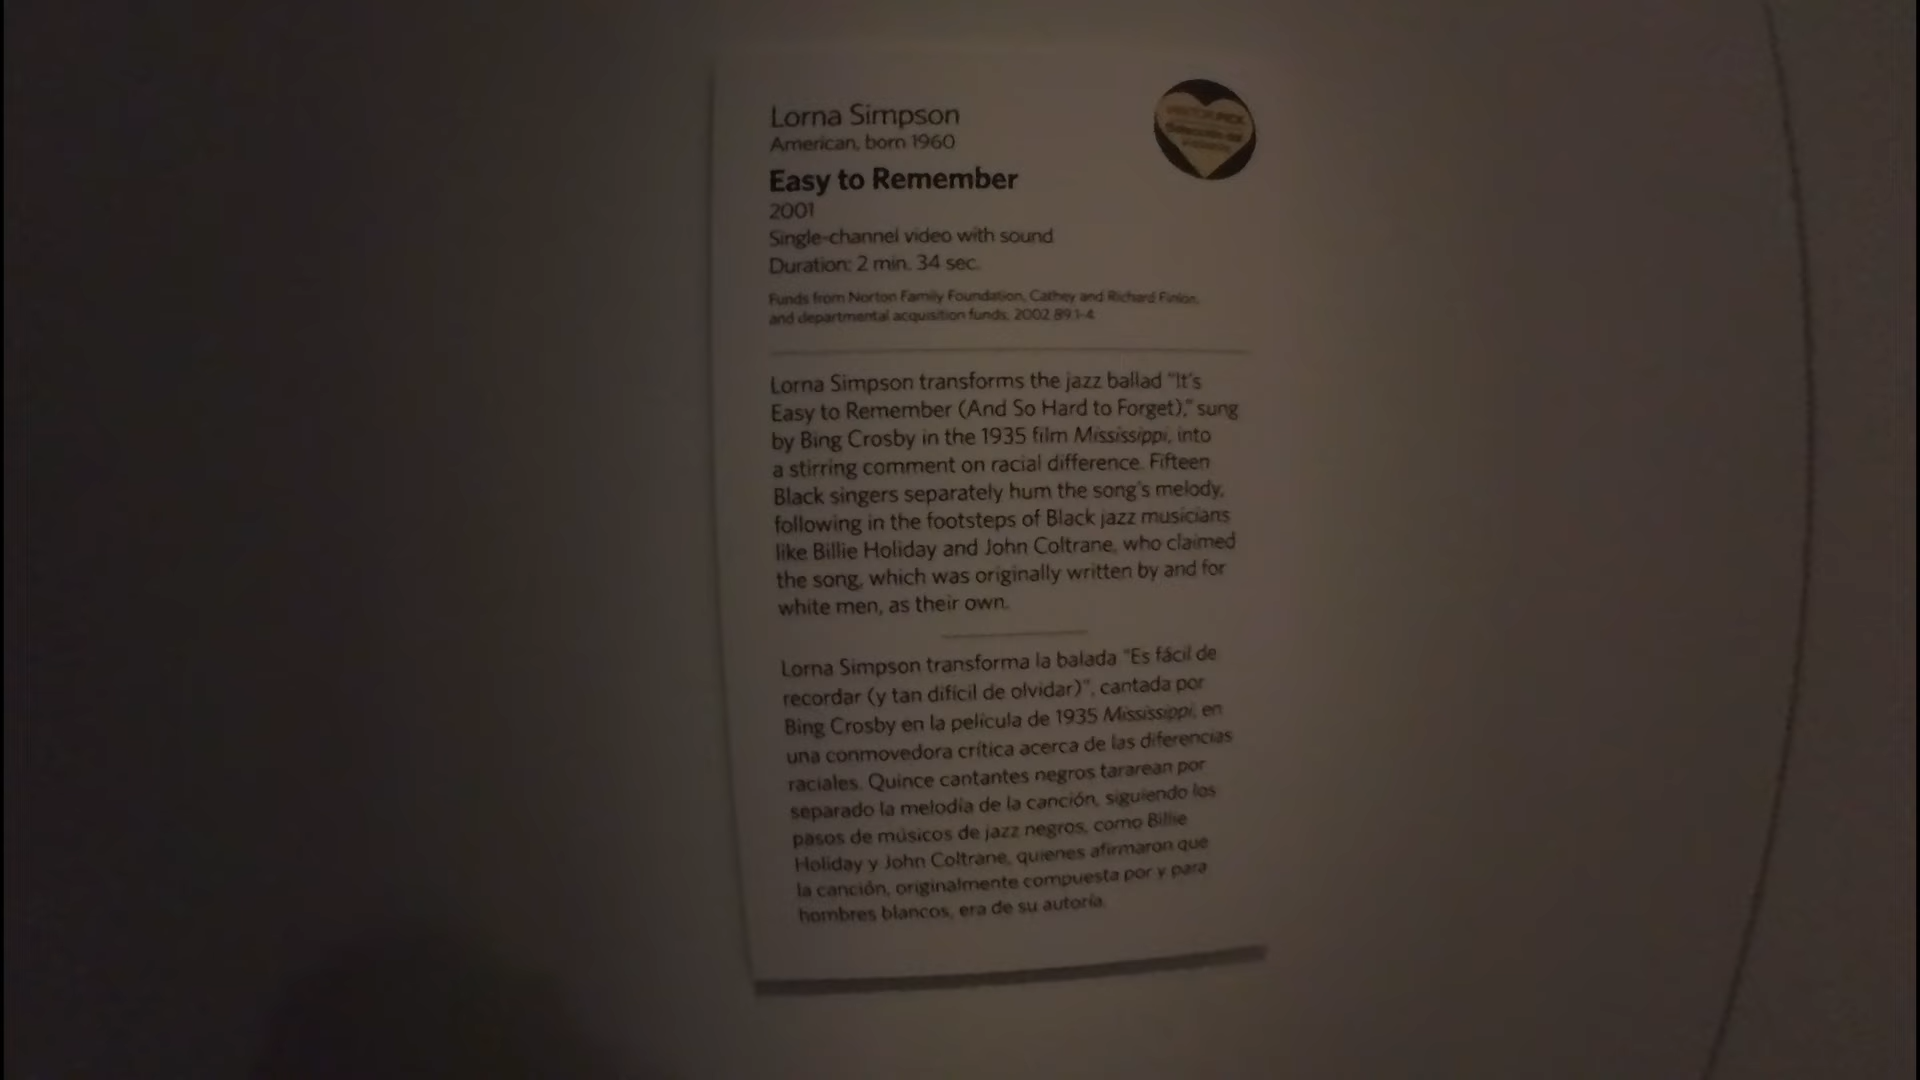 Lorna Simpson
American, born 1960
Easy to Remember
2001
Single-channel video with sound
Duration: 2 min. 34 sec.
Funds from Norton Family Foundation, Cathey and Richard Finlon,
and departmental acquisition funds, 2002.89.1-4
Lorna Simpson transforms the jazz ballad “It’s
Easy to Remember (And So Hard to Forget),” sung
by Bing Crosby in the 1935 film Mississippi, into
a stirring comment on racial difference. Fifteen
Black singers separately hum the song’s melody,
following in the footsteps of Black jazz musicians
like Billie Holiday and John Coltrane, who claimed
the song, which was originally written by and for
white men, as their own.
Lorna Simpson transforma la balada “Es fácil de
recordar (y tan difícil de olvidar)”, cantada por
Bing Crosby en la película de 1935 Mississippi, en
una conmovedora crítica acerca de las diferencias
raciales. Quince cantantes negros tararean por
separado la melodía de la canción, siguiendo los
pasos de músicos de jazz negros, como Billie
Holiday y John Coltrane, quienes afirmaron que
la canción, originalmente compuesta por y para
hombres blancos, era de su autoría.